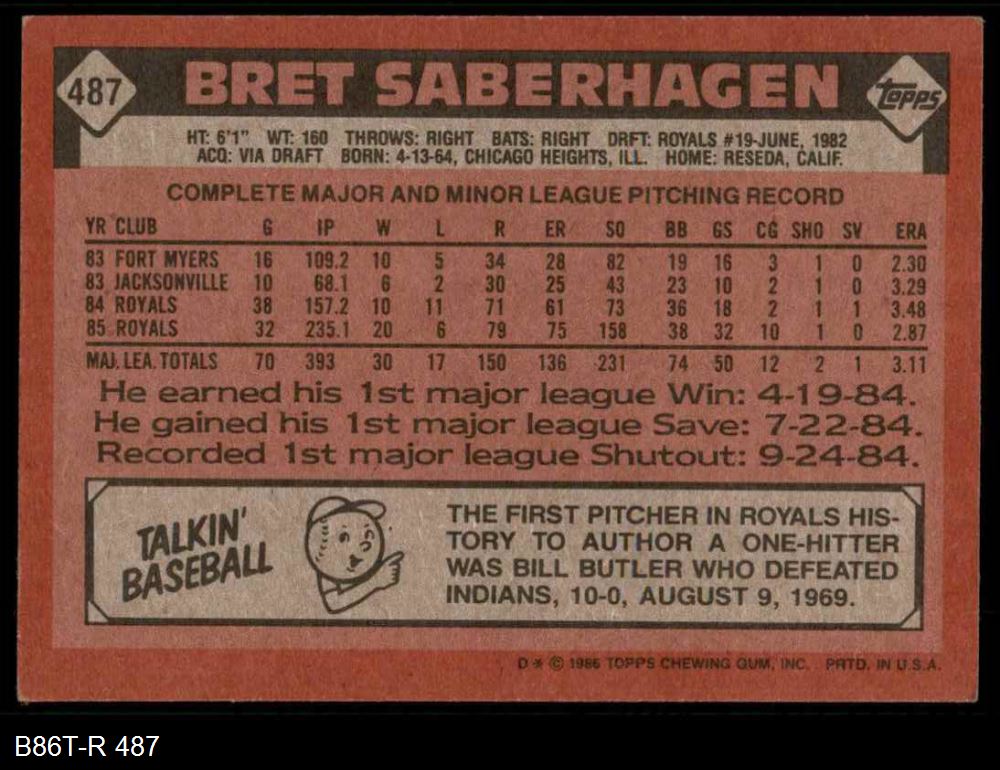 487
BRET SABERHAGEN
TOPPS
HT: 6'1" WT: 160 THROWS: RIGHT BATS: RIGHT DRFT: ROYALS #19-JUNE, 1982
ACQ: VIA DRAFT BORN: 4-13-64, CHICAGO HEIGHTS, ILL. HOME: RESEDA, CALIF.
COMPLETE MAJOR AND MINOR LEAGUE PITCHING RECORD
YR CLUB G IP W L R ER SO BB GS CG SHO SV ERA
83 FORT MYERS 16 109.2 10 5 34 28 82 19 16 3 1 0 2.30
83 JACKSONVILLE 10 68.1 6 2 30 25 43 23 10 2 1 0 3.29
84 ROYALS 38 157.2 10 11 71 61 73 36 18 2 1 1 3.48
85 ROYALS 32 235.1 20 6 79 75 158 38 32 10 1 0 2.87
MAJ. LEA. TOTALS 70 393 30 17 150 136 231 74 50 12 2 1 3.11
He earned his 1st major league Win: 4-19-84.
He gained his 1st major league Save: 7-22-84.
Recorded 1st major league Shutout: 9-24-84.
TALKIN'
BASEBALL
THE FIRST PITCHER IN ROYALS HIS-
TORY TO AUTHOR A ONE-HITTER
WAS BILL BUTLER WHO DEFEATED
INDIANS, 10-0, AUGUST 9, 1969.
D * © 1986 TOPPS CHEWING GUM, INC. PRTD. IN U.S.A.
B86T-R 487